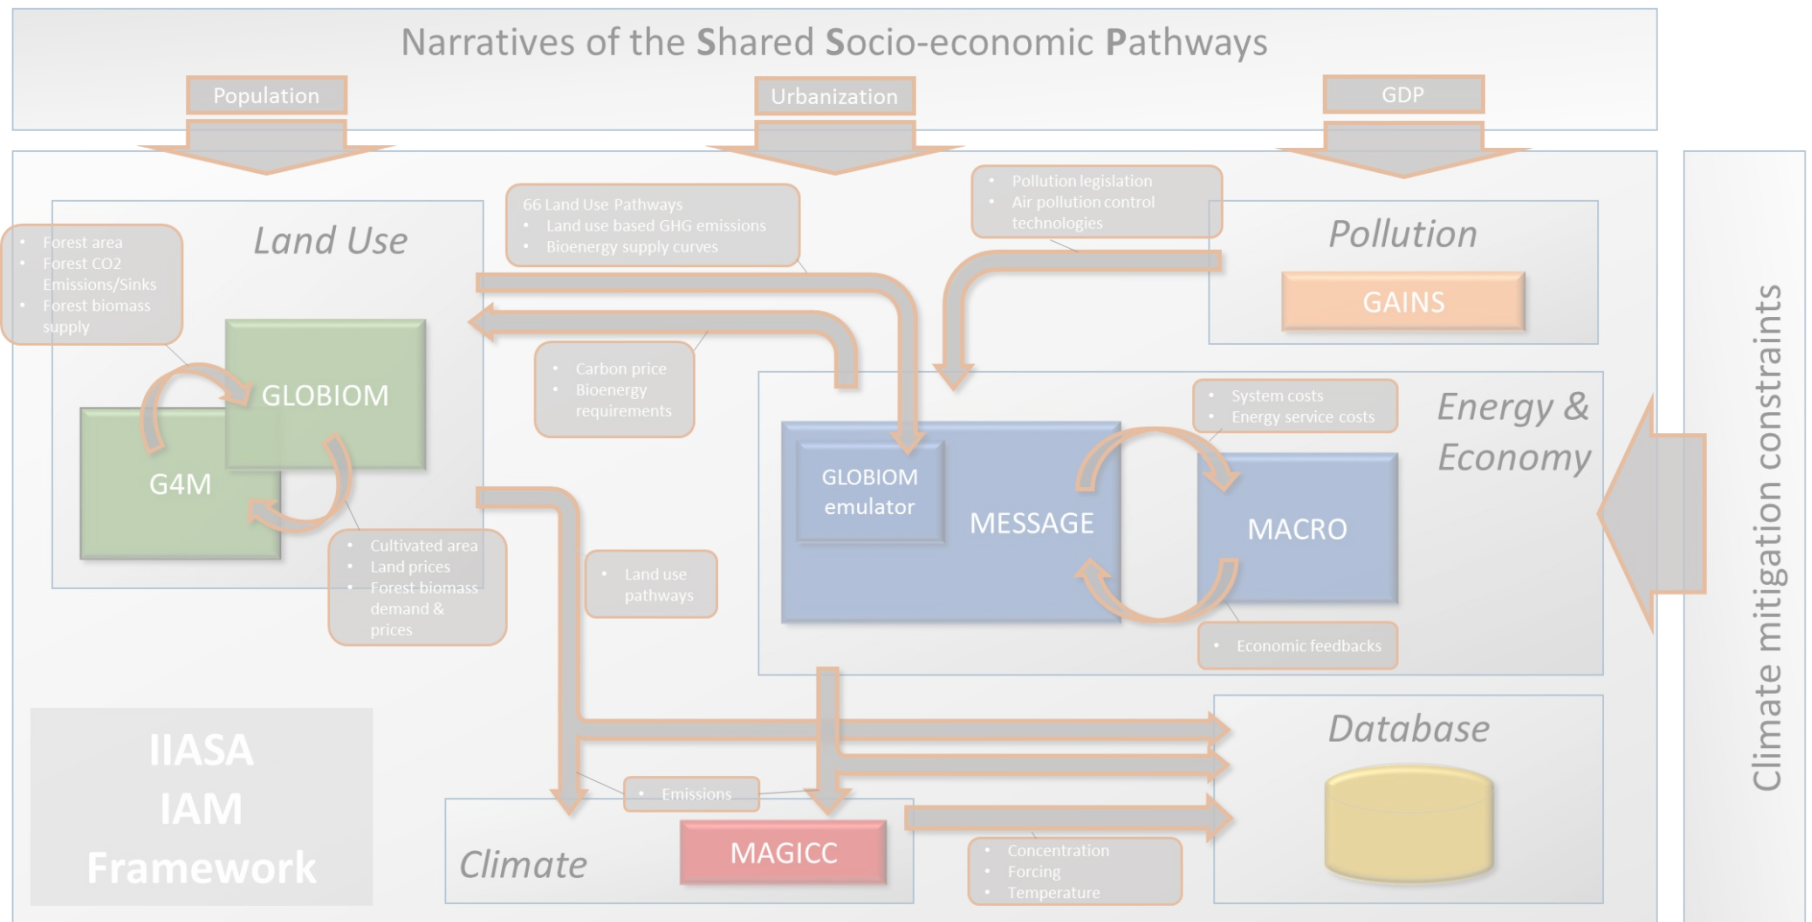 Narratives of the Shared Socio-economic Pathways
Population
Urbanization
GDP
Land Use
• Forest area
• Forest CO2
Emissions/Sinks
• Forest biomass
supply
GLOBIOM
G4M
• Cultivated area
• Land prices
• Forest biomass
demand &
prices
66 Land Use Pathways
• Land use based GHG emissions
• Bioenergy supply curves
• Carbon price
• Bioenergy
requirements
• Pollution legislation
• Air pollution control
technologies
Pollution
GAINS
Energy &
Economy
• System costs
• Energy service costs
GLOBIOM
emulator
MESSAGE
MACRO
• Economic feedbacks
• Land use
pathways
Climate mitigation constraints
IIASA
IAM
Framework
• Emissions
Climate
MAGICC
• Concentration
• Forcing
• Temperature
Database